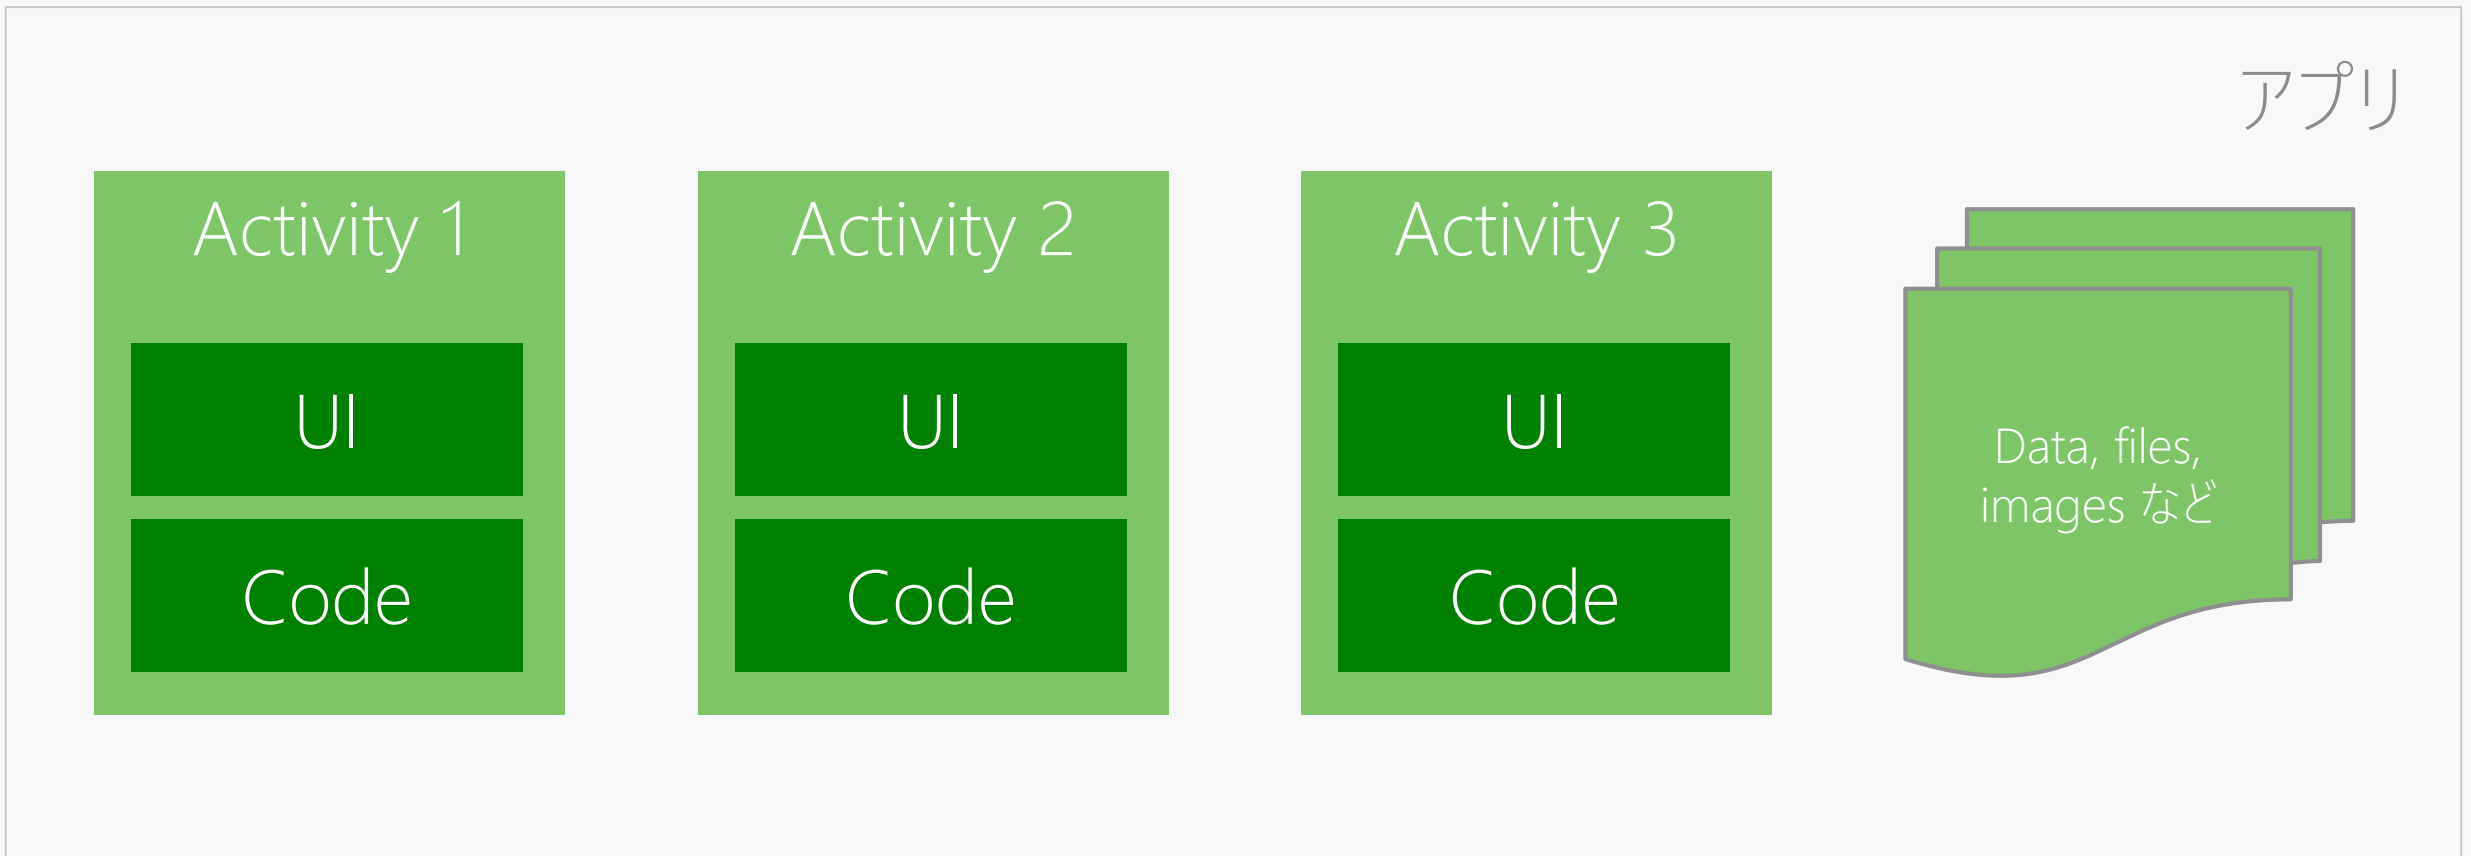 アプリ
Activity 1
UI
Code
Activity 2
UI
Code
Activity 3
UI
Code
Data, files,
images など